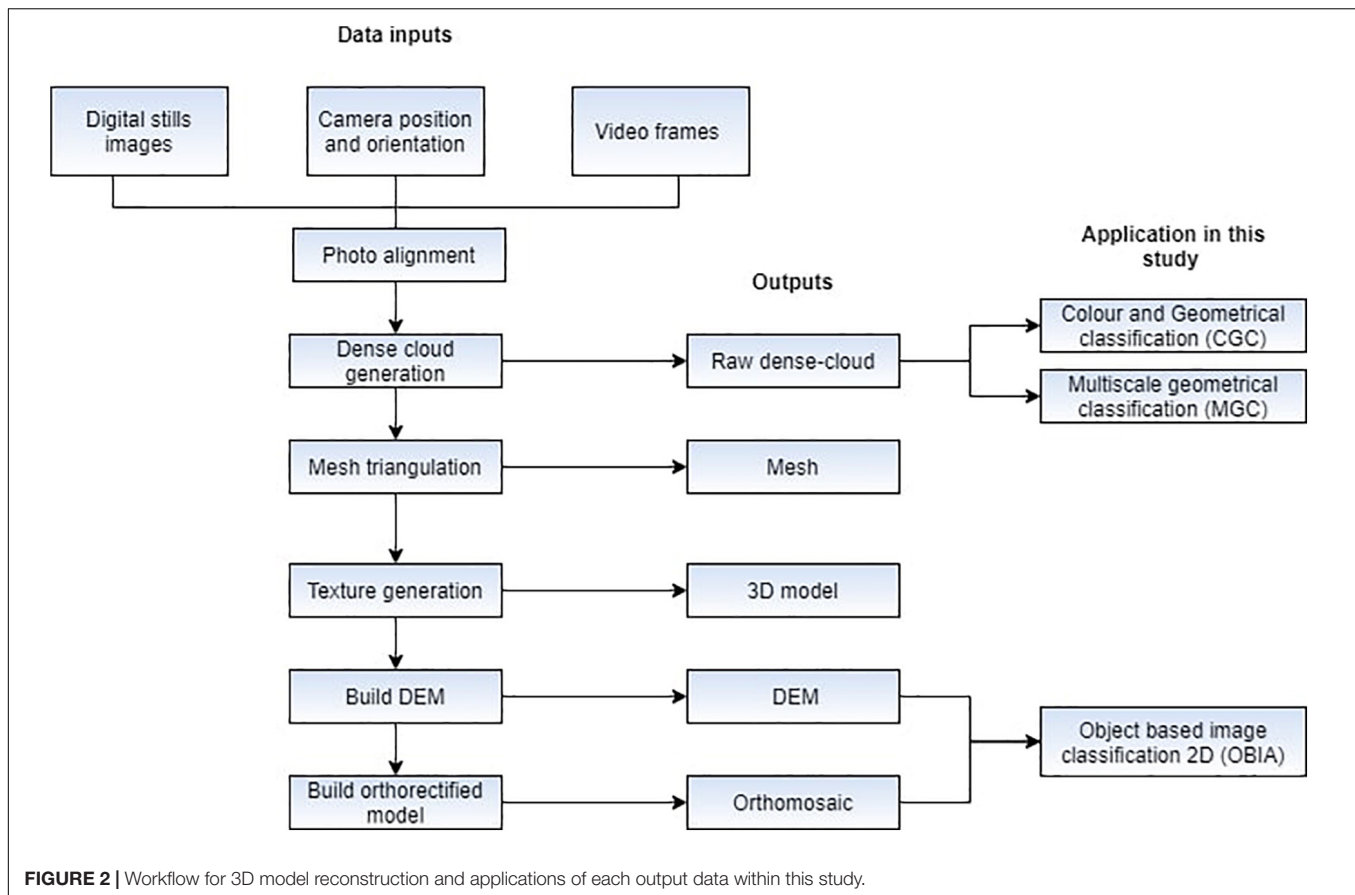 Data inputs
Digital stills
images
Camera position
and orientation
Video frames
Photo alignment
Application in this
study
Outputs
Dense cloud
generation
Raw dense-cloud
Colour and Geometrical
classification (CGC)
Multiscale geometrical
classification (MGC)
Mesh triangulation
Mesh
Texture generation
3D model
Build DEM
DEM
Object based image
classification 2D (OBIA)
Build orthorectified
model
Orthomosaic
FIGURE 2 | Workflow for 3D model reconstruction and applications of each output data within this study.